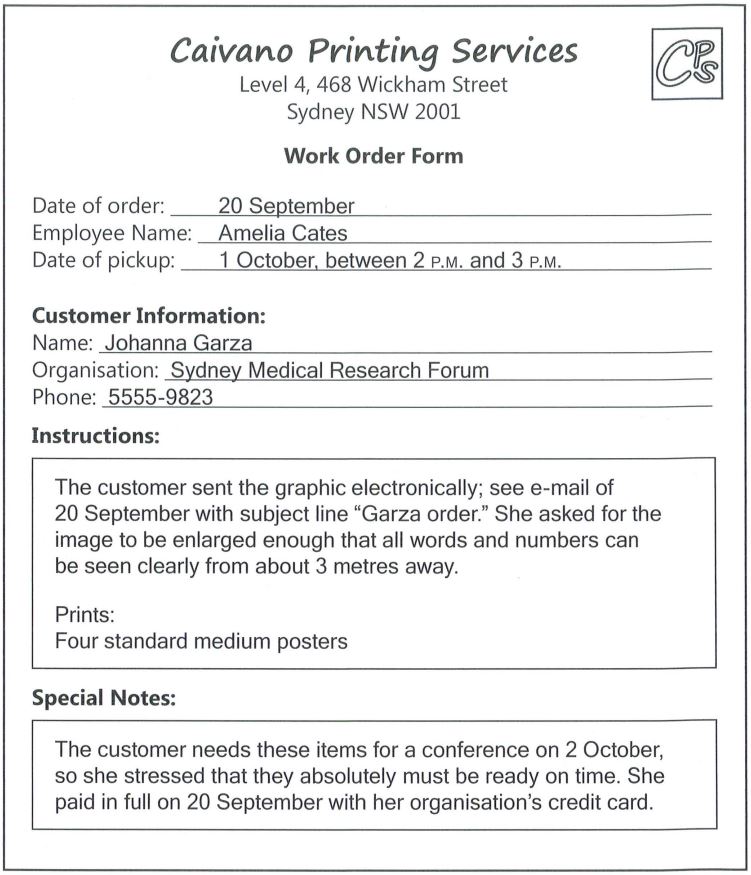 Caivano Printing Services
CPS
Level 4, 468 Wickham Street
Sydney NSW 2001
Work Order Form
Date of order: 20 September
Employee Name: Amelia Cates
Date of pickup: 1 October, between 2 P.M. and 3 P.M.
Customer Information:
Name: Johanna Garza
Organisation: Sydney Medical Research Forum
Phone: 5555-9823
Instructions:
The customer sent the graphic electronically; see e-mail of
20 September with subject line “Garza order.” She asked for the
image to be enlarged enough that all words and numbers can
be seen clearly from about 3 metres away.
Prints:
Four standard medium posters
Special Notes:
The customer needs these items for a conference on 2 October,
so she stressed that they absolutely must be ready on time. She
paid in full on 20 September with her organisation’s credit card.